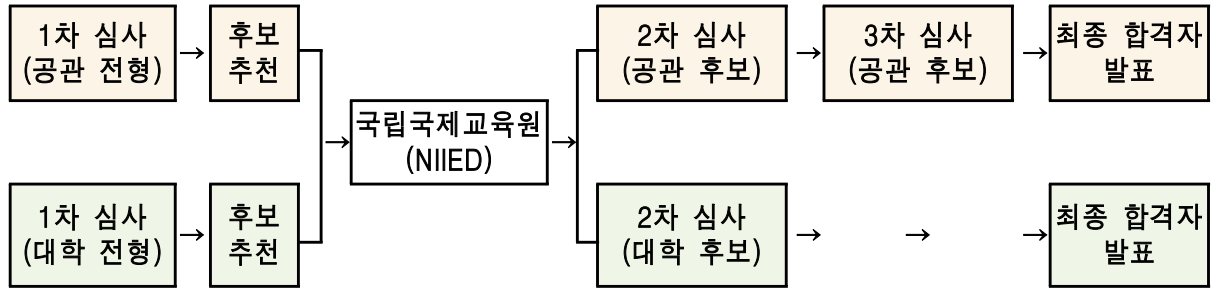 1차 심사
(공관 전형)
→
후보
추천
2차 심사
(공관 후보)
→
3차 심사
(공관 후보)
→
최종 합격자
발표
→
국립국제교육원
(NIIED)
→
1차 심사
(대학 전형)
→
후보
추천
2차 심사
(대학 후보)
→
→
→
최종 합격자
발표